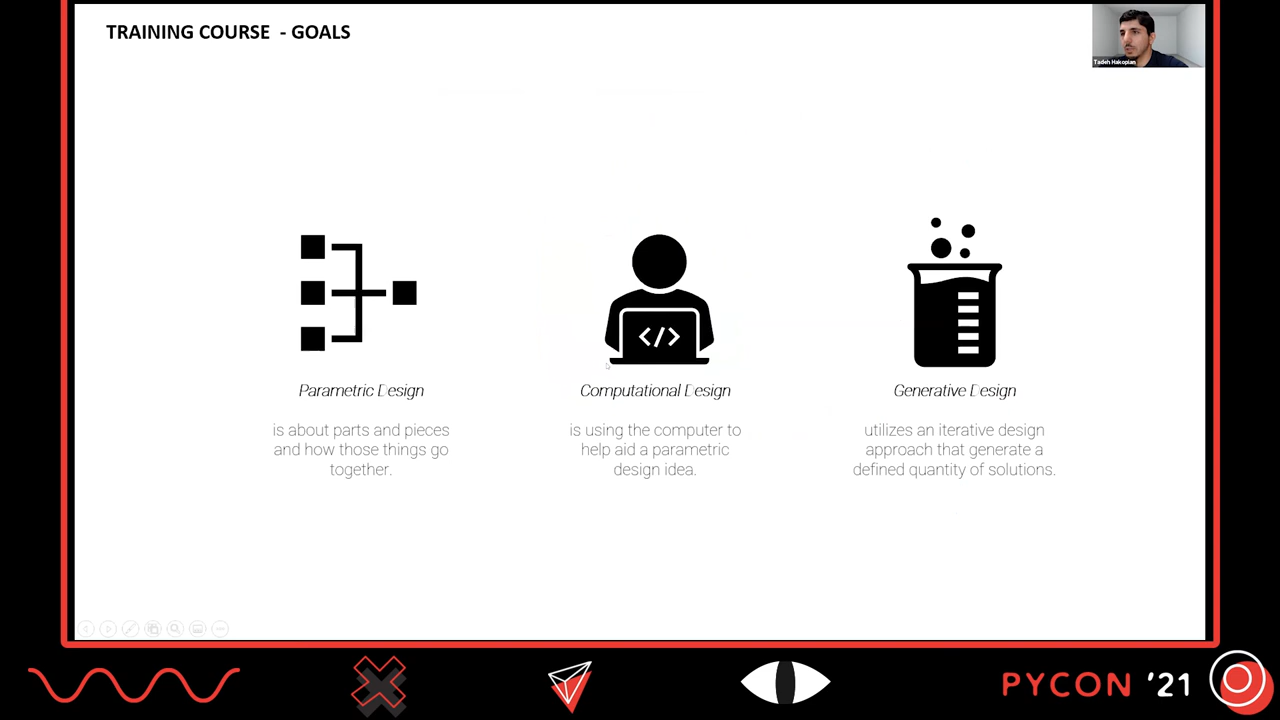 TRAINING COURSE - GOALS
Tadeh Hakopian
</>
Parametric Design
is about parts and pieces
and how those things go
together.
Computational Design
is using the computer to
help aid a parametric
design idea.
Generative Design
utilizes an iterative design
approach that generate a
defined quantity of solutions.
PYCON '21